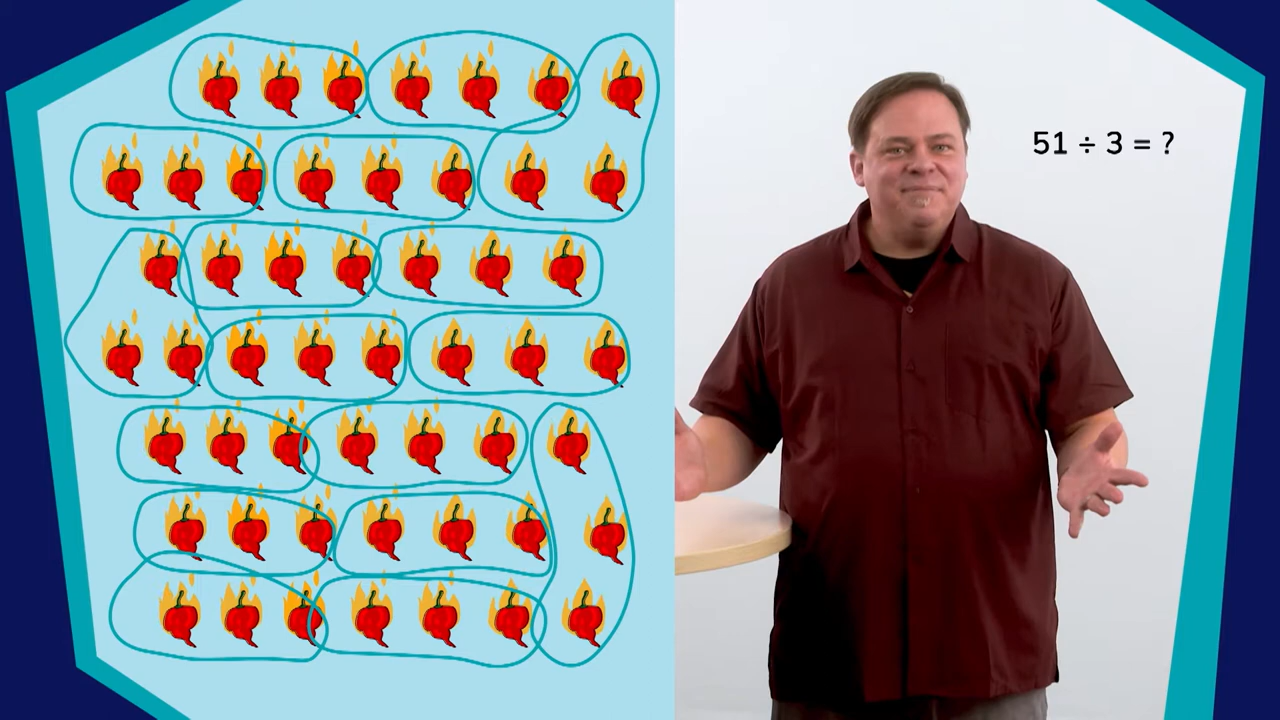 51 ÷ 3 = ?